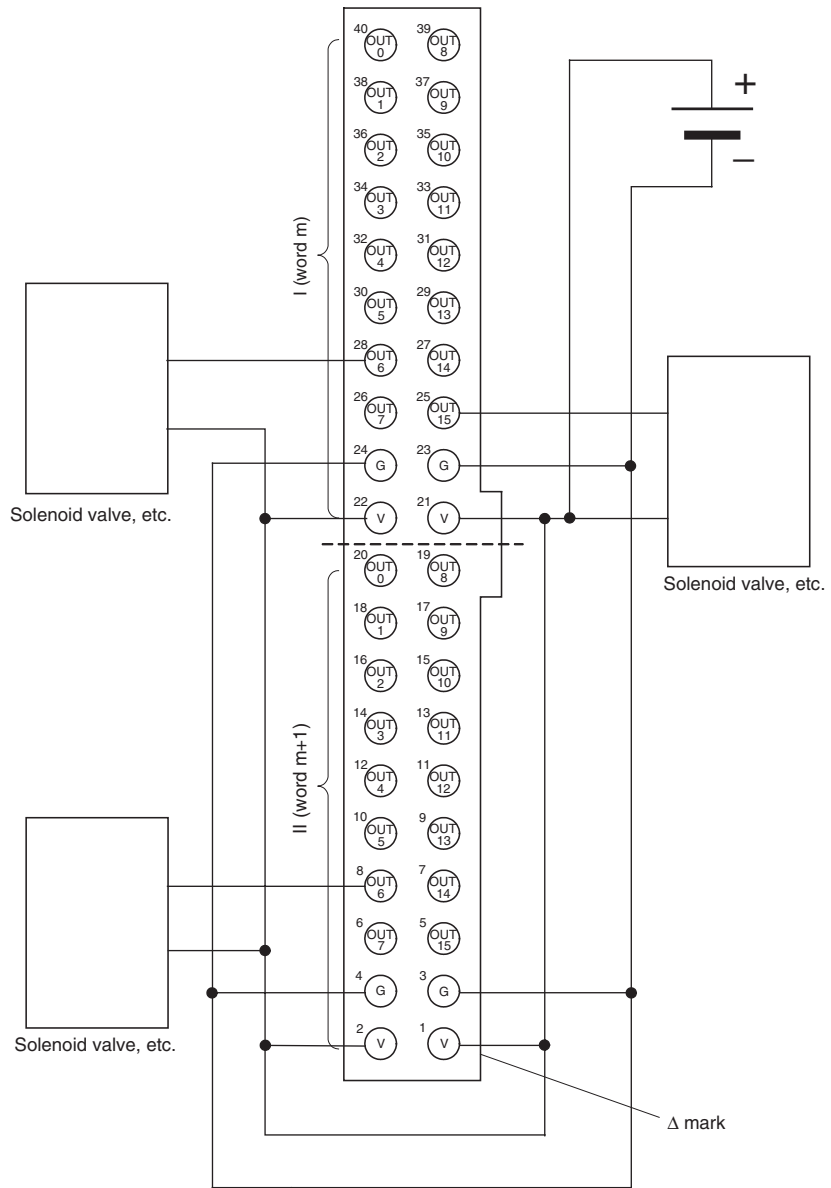 40 OUT 0 39 OUT 8
38 OUT 1 37 OUT 9
36 OUT 2 35 OUT 10
34 OUT 3 33 OUT 11
32 OUT 4 31 OUT 12
30 OUT 5 29 OUT 13
28 OUT 6 27 OUT 14
26 OUT 7 25 OUT 15
24 G 23 G
22 V 21 V
I (word m)
+
−
Solenoid valve, etc.
Solenoid valve, etc.
20 OUT 0 19 OUT 8
18 OUT 1 17 OUT 9
16 OUT 2 15 OUT 10
14 OUT 3 13 OUT 11
12 OUT 4 11 OUT 12
10 OUT 5 9 OUT 13
8 OUT 6 7 OUT 14
6 OUT 7 5 OUT 15
4 G 3 G
2 V 1 V
II (word m+1)
Solenoid valve, etc.
Δ mark